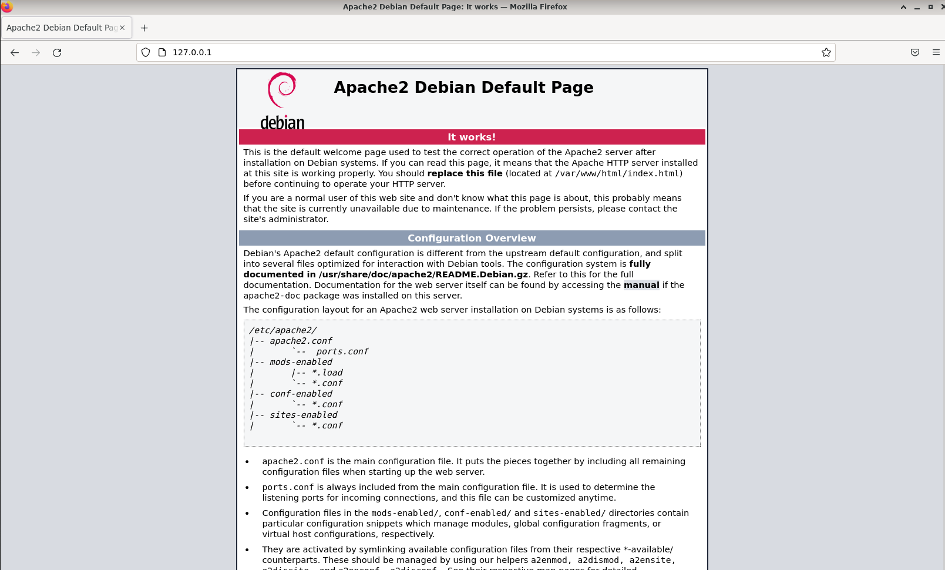 Apache2 Debian Default Page: It works — Mozilla Firefox
Apache2 Debian Default Pag
127.0.0.1
debian
Apache2 Debian Default Page
It works!
This is the default welcome page used to test the correct operation of the Apache2 server after
installation on Debian systems. If you can read this page, it means that the Apache HTTP server installed
at this site is working properly. You should replace this file (located at /var/www/html/index.html)
before continuing to operate your HTTP server.
If you are a normal user of this web site and don't know what this page is about, this probably means
that the site is currently unavailable due to maintenance. If the problem persists, please contact the
site's administrator.
Configuration Overview
Debian's Apache2 default configuration is different from the upstream default configuration, and split
into several files optimized for interaction with Debian tools. The configuration system is fully
documented in /usr/share/doc/apache2/README.Debian.gz. Refer to this for the full
documentation. Documentation for the web server itself can be found by accessing the manual if the
apache2-doc package was installed on this server.
The configuration layout for an Apache2 web server installation on Debian systems is as follows:
/etc/apache2/
|-- apache2.conf
|       `--  ports.conf
|-- mods-enabled
|       |-- *.load
|       `-- *.conf
|-- conf-enabled
|       `-- *.conf
|-- sites-enabled
|       `-- *.conf
• apache2.conf is the main configuration file. It puts the pieces together by including all remaining
configuration files when starting up the web server.
• ports.conf is always included from the main configuration file. It is used to determine the
listening ports for incoming connections, and this file can be customized anytime.
• Configuration files in the mods-enabled/, conf-enabled/ and sites-enabled/ directories contain
particular configuration snippets which manage modules, global configuration fragments, or
virtual host configurations, respectively.
• They are activated by symlinking available configuration files from their respective *-available/
counterparts. These should be managed by using our helpers a2enmod, a2dismod, a2ensite,